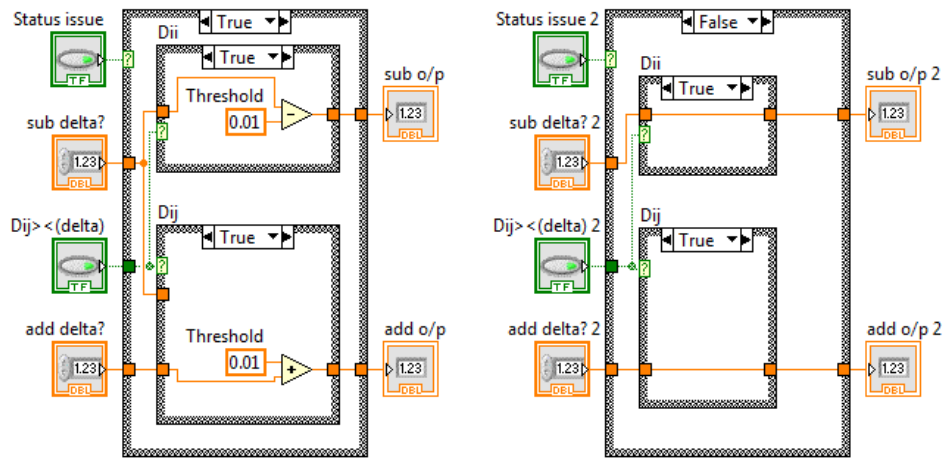 Status issue
TF
sub delta?
1.23
DBL
Dij> <(delta)
TF
add delta?
1.23
DBL
True
Dii
True
Threshold
0.01
-
?
?
Dij
True
?
Threshold
0.01
+
sub o/p
1.23
DBL
add o/p
1.23
DBL
Status issue 2
TF
sub delta? 2
1.23
DBL
Dij> <(delta) 2
TF
add delta? 2
1.23
DBL
False
?
Dii
True
?
Dij
True
?
sub o/p 2
1.23
DBL
add o/p 2
1.23
DBL